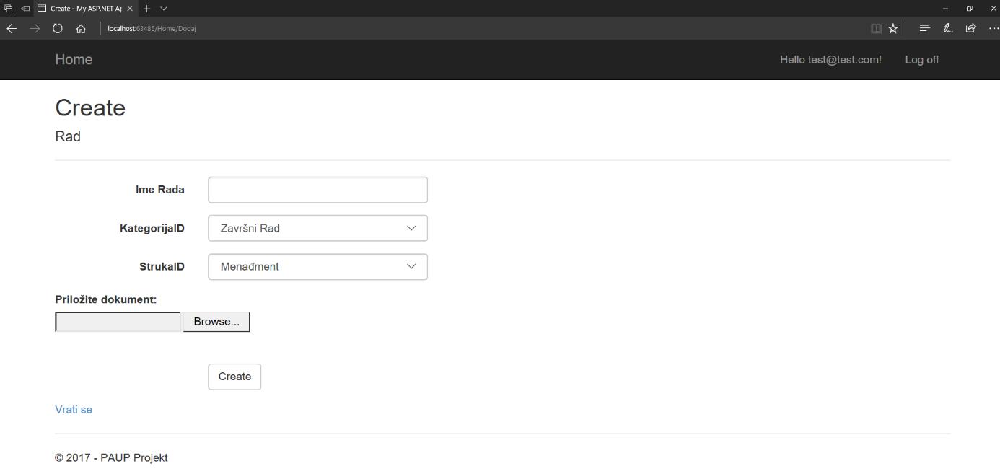 Create - My ASP.NET Ap
localhost:63486/Home/Dodaj
Home
Hello test@test.com!
Log off
Create
Rad
Ime Rada
KategorijaID
Završni Rad
StrukaID
Menađment
Priložite dokument:
Browse...
Create
Vrati se
© 2017 - PAUP Projekt